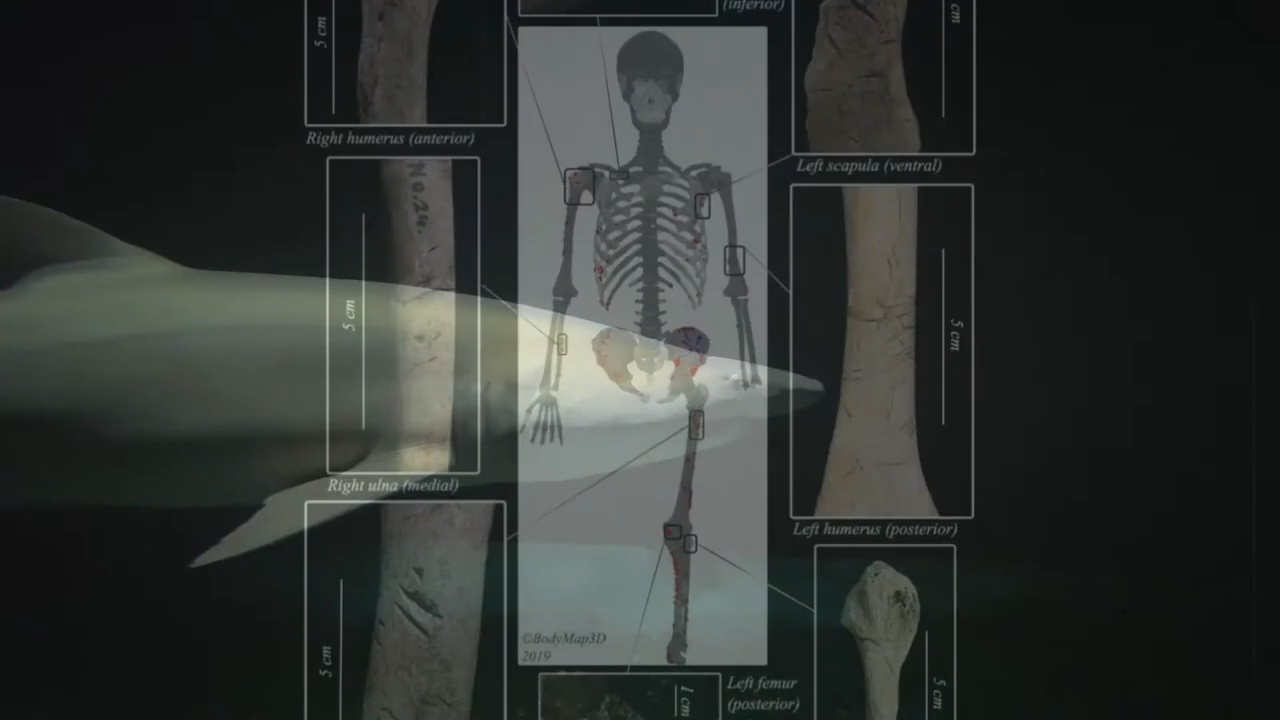 (inferior)
5 cm
cm
Right humerus (anterior)
Left scapula (ventral)
No.24.
5 cm
5 cm
Right ulna (medial)
Left humerus (posterior)
5 cm
©BodyMap3D
2019
1 cm
Left femur
(posterior)
5 cm